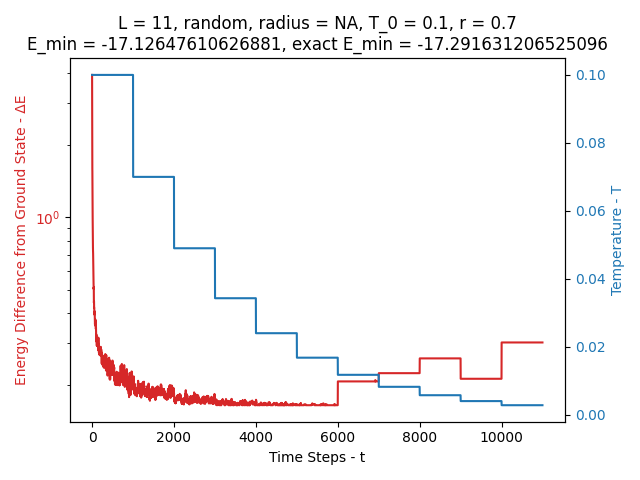 L = 11, random, radius = NA, T_0 = 0.1, r = 0.7
E_min = -17.12647610626881, exact E_min = -17.291631206525096
Energy Difference from Ground State - ΔE
10⁰
0.10
0.08
0.06
0.04
0.02
0.00
Temperature - T
0
2000
4000
6000
8000
10000
Time Steps - t